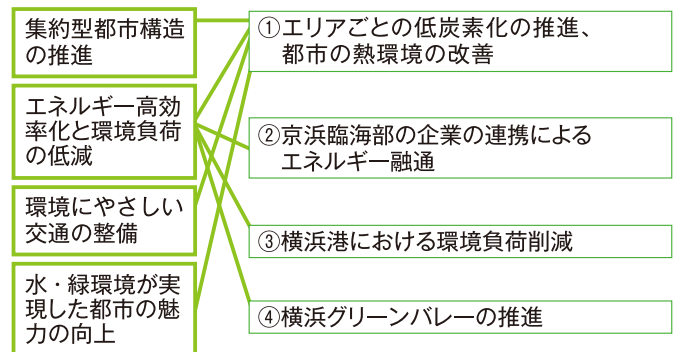 集約型都市構造
の推進
エネルギー高効
率化と環境負荷
の低減
環境にやさしい
交通の整備
水・緑環境が実
現した都市の魅
力の向上
①エリアごとの低炭素化の推進、
都市の熱環境の改善
②京浜臨海部の企業の連携による
エネルギー融通
③横浜港における環境負荷削減
④横浜グリーンバレーの推進